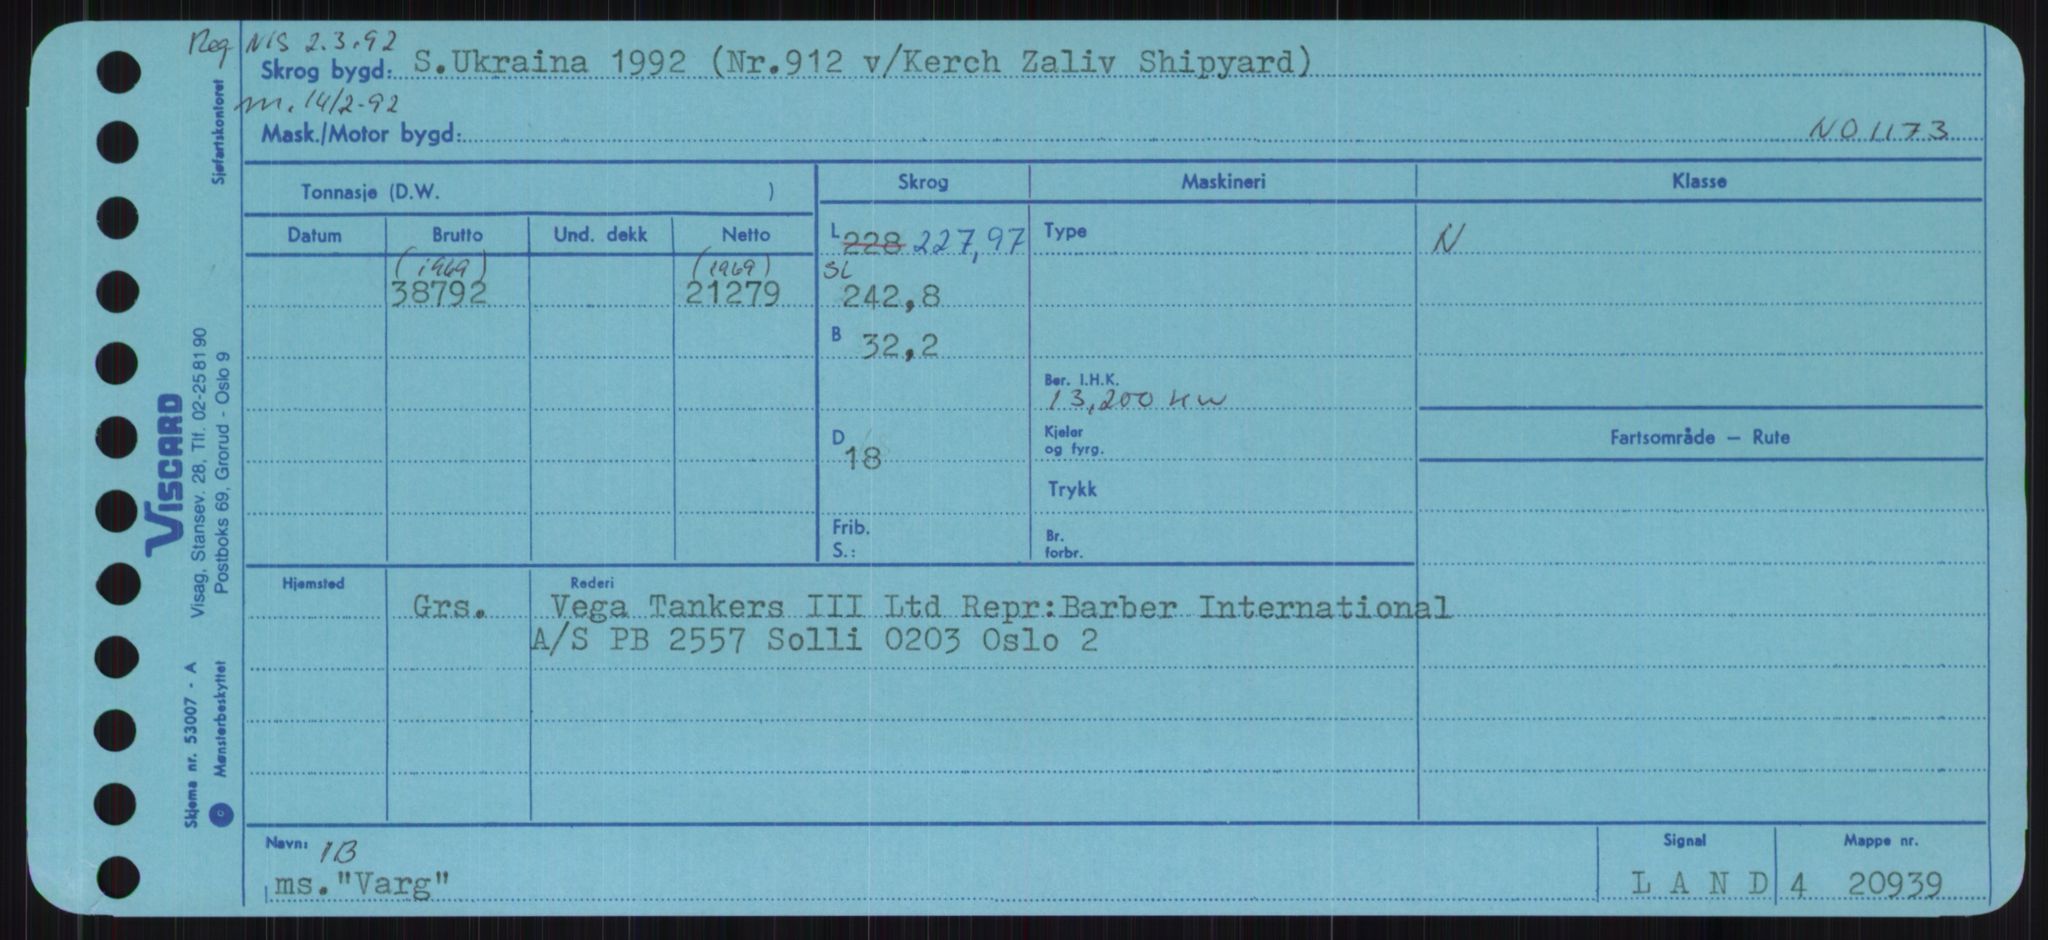 Reg NIS 2.3.92
Skrog bygd: S.Ukraina 1992 (Nr.912 v/Kerch Zaliv Shipyard)
m. 14/2-92
Mask./Motor bygd:
NO 1173
Tonnasje (D.W. )
Skrog Maskineri Klasse
Datum Brutto Und. dekk Netto
L 228 227,97 Type N
(1969) (1969) SL
38792 21279 242,8
B 32,2
Ber. I.H.K.
13,200 KW
D 18
Kjeler
og fyrg.
Fartsområde — Rute
Trykk
Frib.
S.:
Br.
forbr.
Hjemsted Rederi
Grs. Vega Tankers III Ltd Repr:Barber International
A/S PB 2557 Solli 0203 Oslo 2
Navn: 1B Signal Mappe nr.
ms."Varg" L A N D 4 20939
Sjøfartskontoret
VISCARD
Visag, Stansev. 28, Tlf. 02-25 81 90
Postboks 69, Grorud - Oslo 9
Skjema nr. 53007 - A
Mønsterbeskyttet